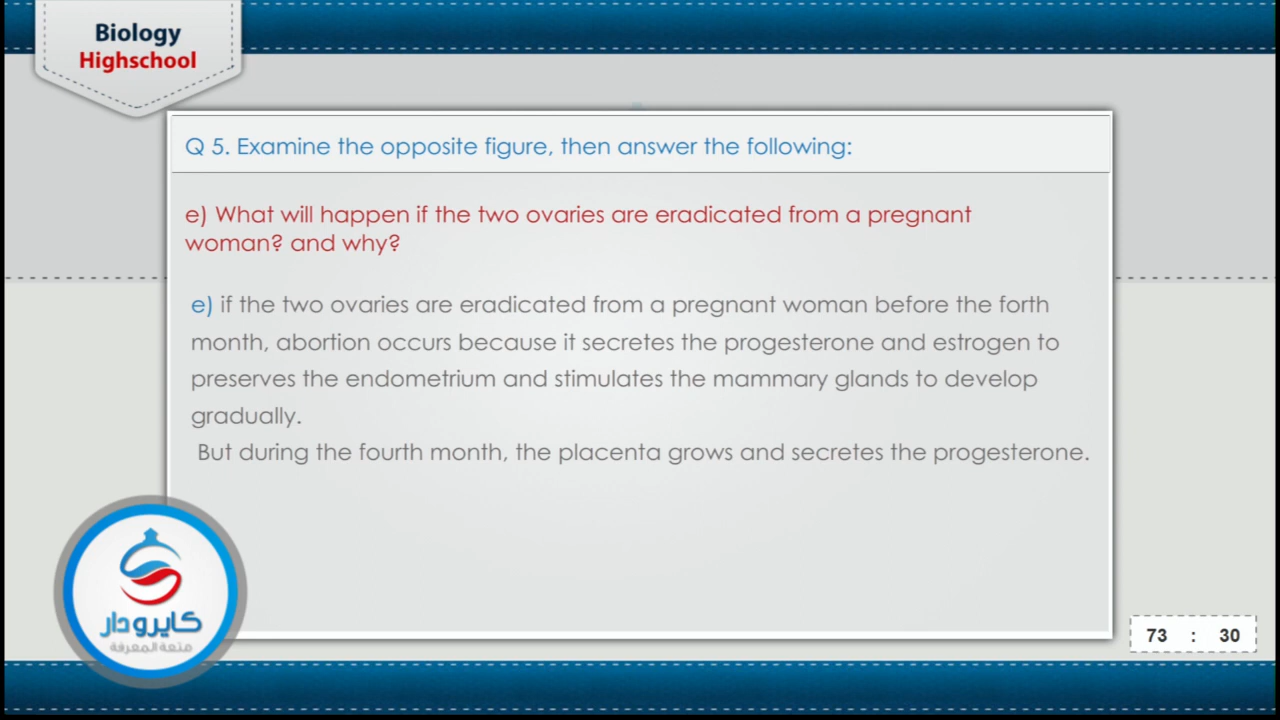 Biology
Highschool
Q 5. Examine the opposite figure, then answer the following:
e) What will happen if the two ovaries are eradicated from a pregnant
woman? and why?
e) if the two ovaries are eradicated from a pregnant woman before the forth
month, abortion occurs because it secretes the progesterone and estrogen to
preserves the endometrium and stimulates the mammary glands to develop
gradually.
But during the fourth month, the placenta grows and secretes the progesterone.
كايرودار
متعة المعرفة
73 : 30